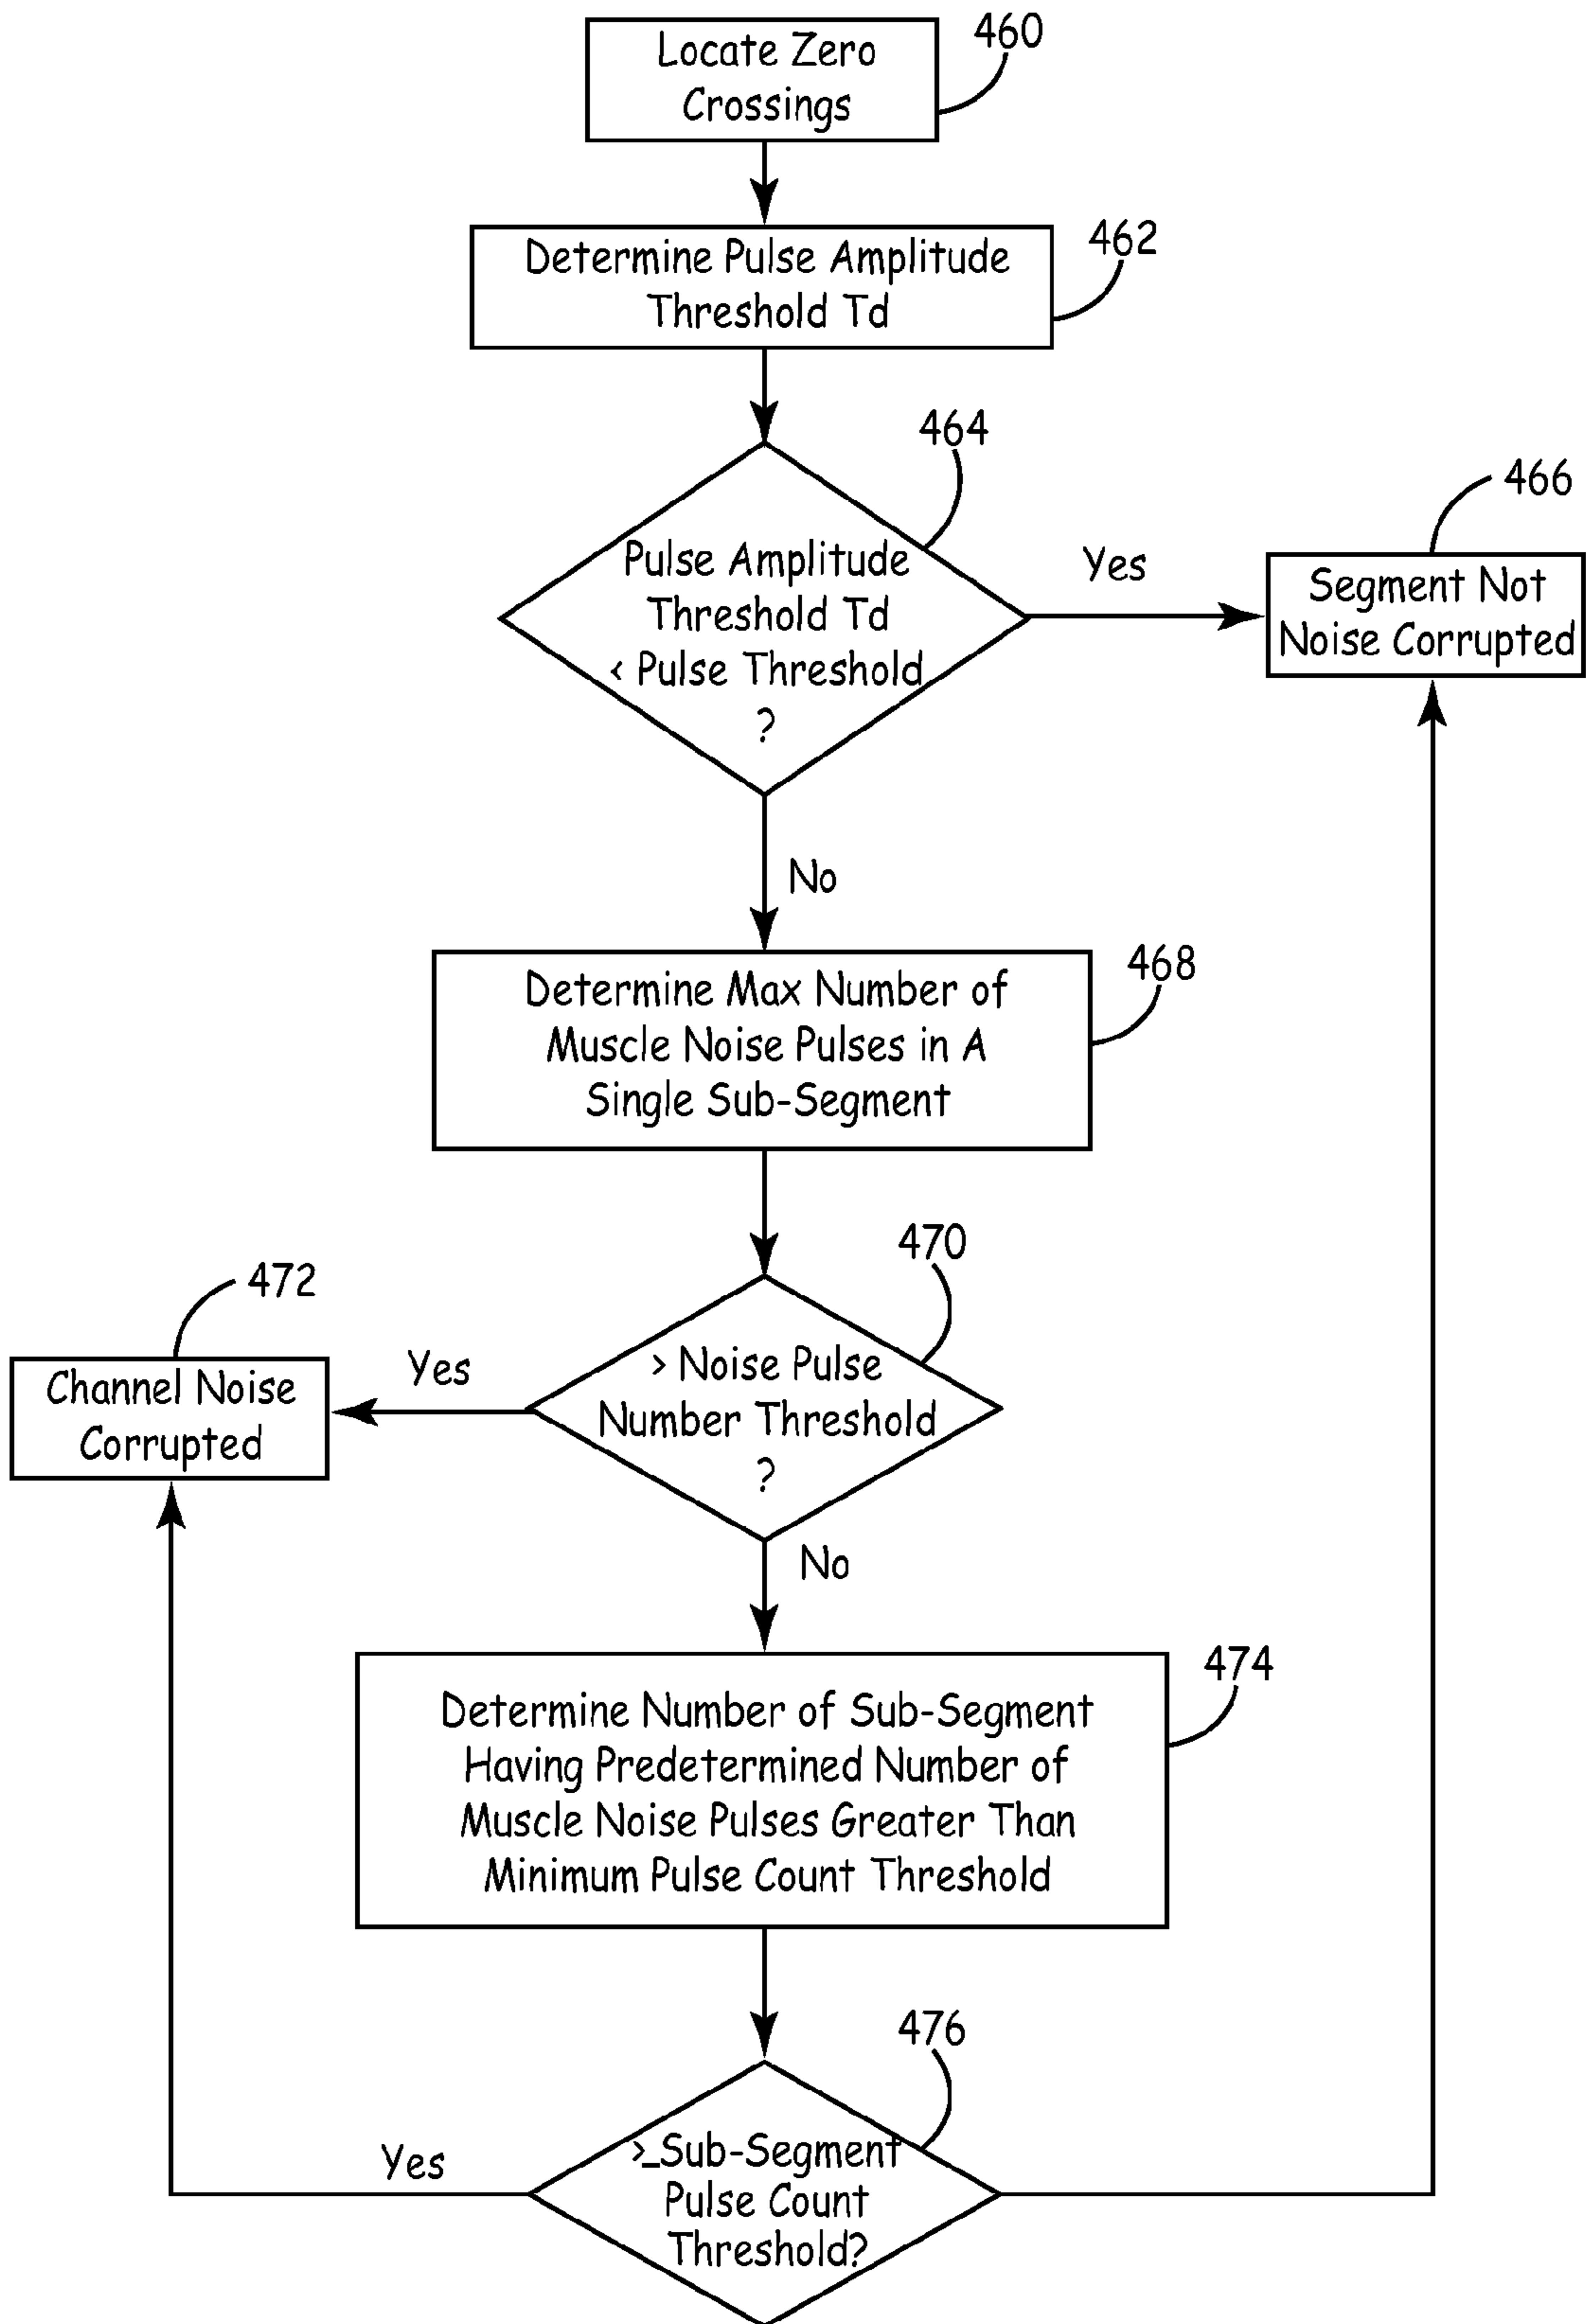 Locate Zero
Crossings
460
Determine Pulse Amplitude
Threshold Td
462
464
Pulse Amplitude
Threshold Td
< Pulse Threshold
?
Yes
466
Segment Not
Noise Corrupted
No
468
Determine Max Number of
Muscle Noise Pulses in A
Single Sub-Segment
470
> Noise Pulse
Number Threshold
?
Yes
472
Channel Noise
Corrupted
No
474
Determine Number of Sub-Segment
Having Predetermined Number of
Muscle Noise Pulses Greater Than
Minimum Pulse Count Threshold
476
>_Sub-Segment
Pulse Count
Threshold?
Yes